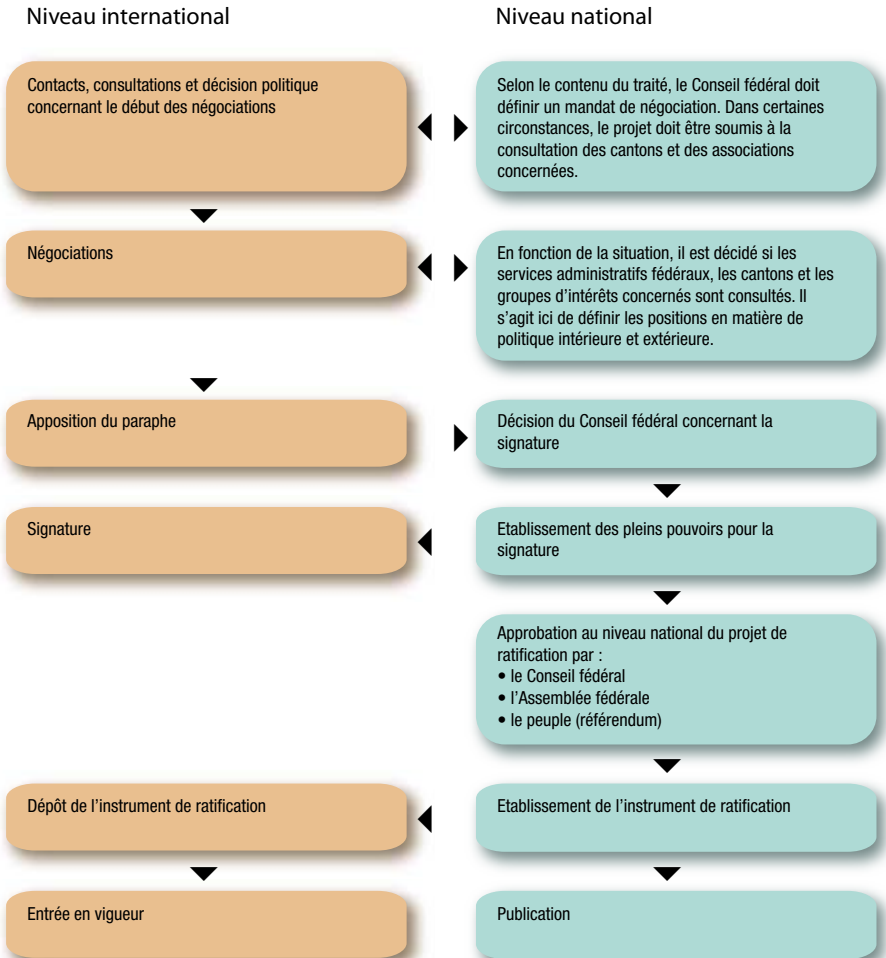 Niveau international
Niveau national
Contacts, consultations et décision politique
concernant le début des négociations
Selon le contenu du traité, le Conseil fédéral doit
définir un mandat de négociation. Dans certaines
circonstances, le projet doit être soumis à la
consultation des cantons et des associations
concernées.
Négociations
En fonction de la situation, il est décidé si les
services administratifs fédéraux, les cantons et les
groupes d'intérêts concernés sont consultés. Il
s'agit ici de définir les positions en matière de
politique intérieure et extérieure.
Apposition du paraphe
Décision du Conseil fédéral concernant la
signature
Signature
Etablissement des pleins pouvoirs pour la
signature
Approbation au niveau national du projet de
ratification par :
• le Conseil fédéral
• l'Assemblée fédérale
• le peuple (référendum)
Dépôt de l'instrument de ratification
Etablissement de l'instrument de ratification
Entrée en vigueur
Publication